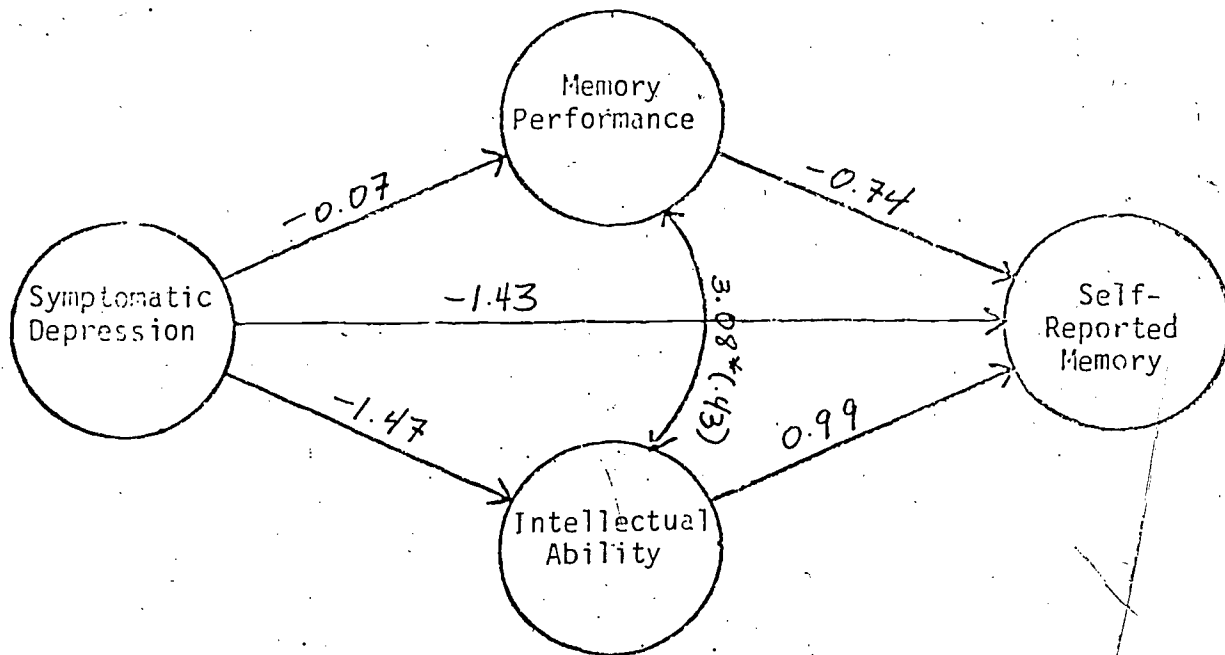 Memory
Performance
-0.07
-0.74
Symptomatic
Depression
-1.43
3.08*(.43)
Self-
Reported
Memory
-1.47
0.99
Intellectual
Ability